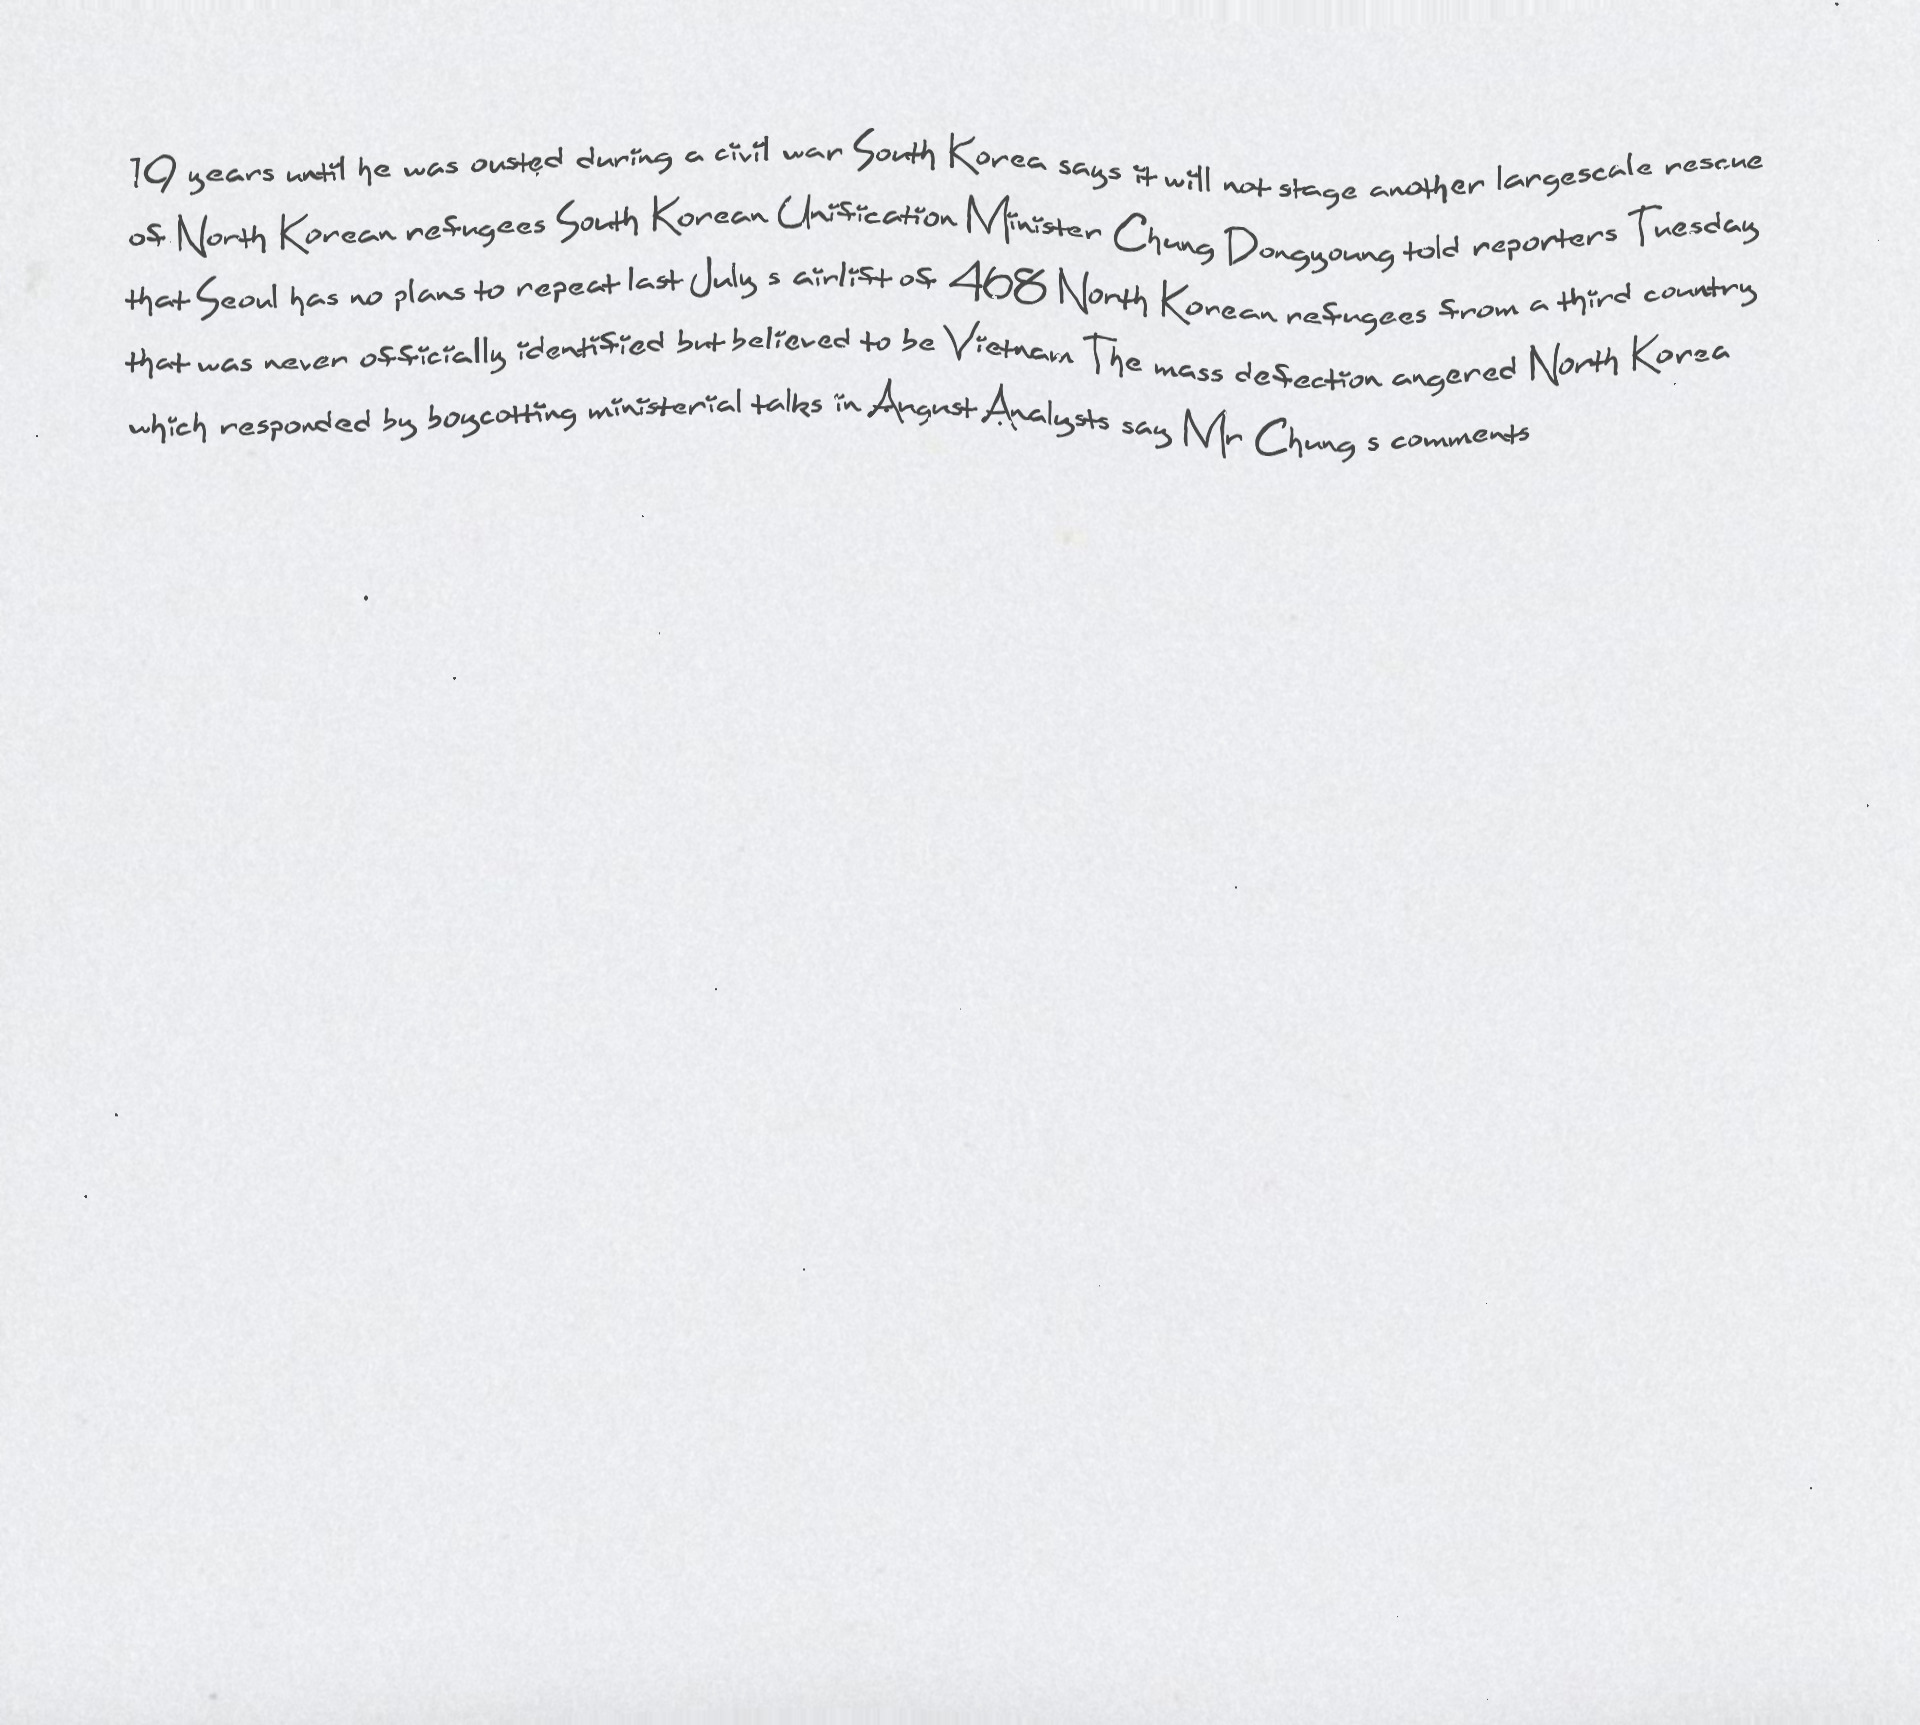 19 years until he was ousted during a civil war South Korea says it will not stage another largescale rescue
of North Korean refugees South Korean Unification Minister Chung Dongyoung told reporters Tuesday
that Seoul has no plans to repeat last July s airlift of 468 North Korean refugees from a third country
that was never officially identified but believed to be Vietnam The mass defection angered North Korea
which responded by boycotting ministerial talks in August Analysts say Mr Chung s comments